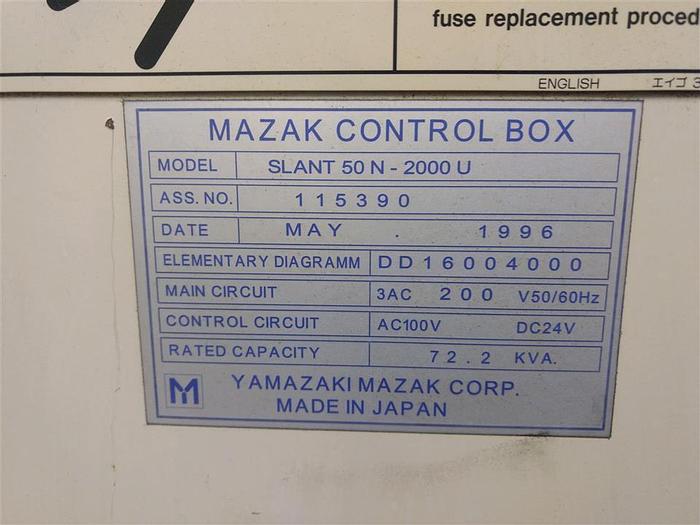 fuse replacement proced
ENGLISH エイゴ 3
MAZAK CONTROL BOX
MODEL SLANT 50 N - 2000 U
ASS. NO. 115390
DATE MAY . 1996
ELEMENTARY DIAGRAMM DD16004000
MAIN CIRCUIT 3AC 200 V50/60Hz
CONTROL CIRCUIT AC100V DC24V
RATED CAPACITY 72.2 KVA.
M YAMAZAKI MAZAK CORP.
MADE IN JAPAN